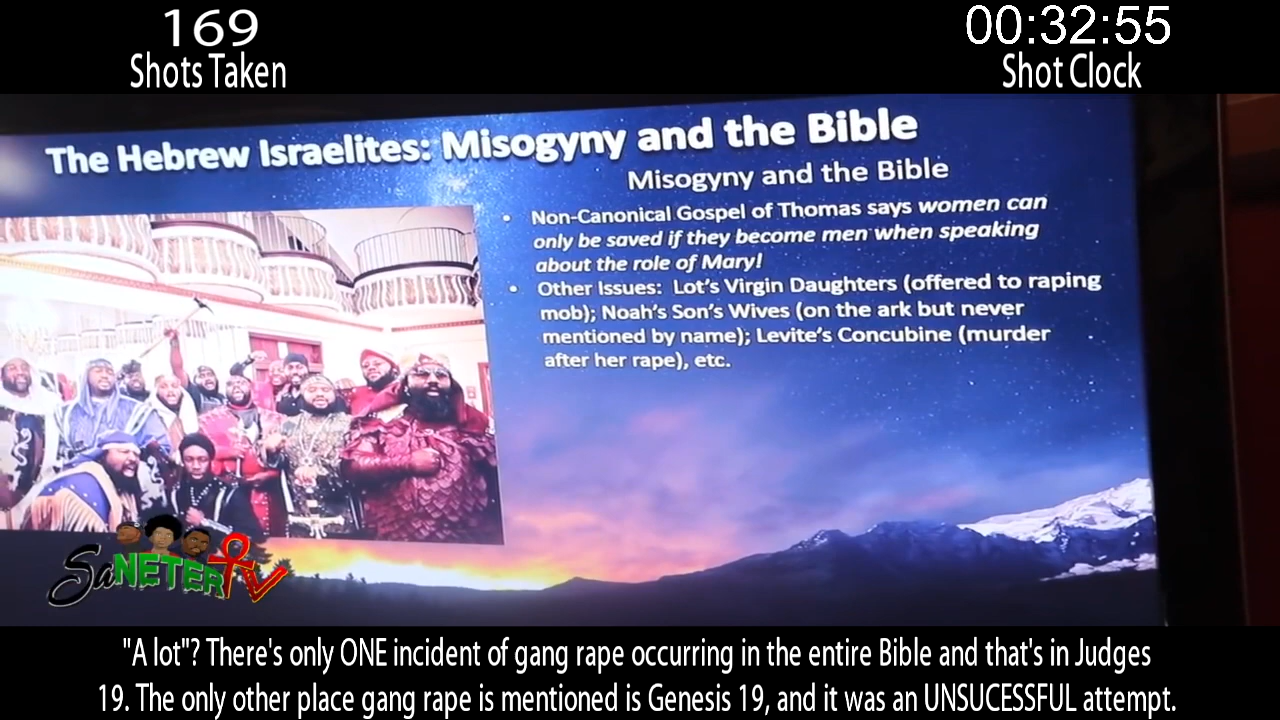 169
Shots Taken
00:32:55
Shot Clock
The Hebrew Israelites: Misogyny and the Bible
Misogyny and the Bible
• Non-Canonical Gospel of Thomas says women can
only be saved if they become men when speaking
about the role of Mary!
• Other Issues: Lot's Virgin Daughters (offered to raping
mob); Noah's Son's Wives (on the ark but never
mentioned by name); Levite's Concubine (murder
after her rape), etc.
SaNETER TV
"A lot"? There's only ONE incident of gang rape occurring in the entire Bible and that's in Judges
19. The only other place gang rape is mentioned is Genesis 19, and it was an UNSUCESSFUL attempt.